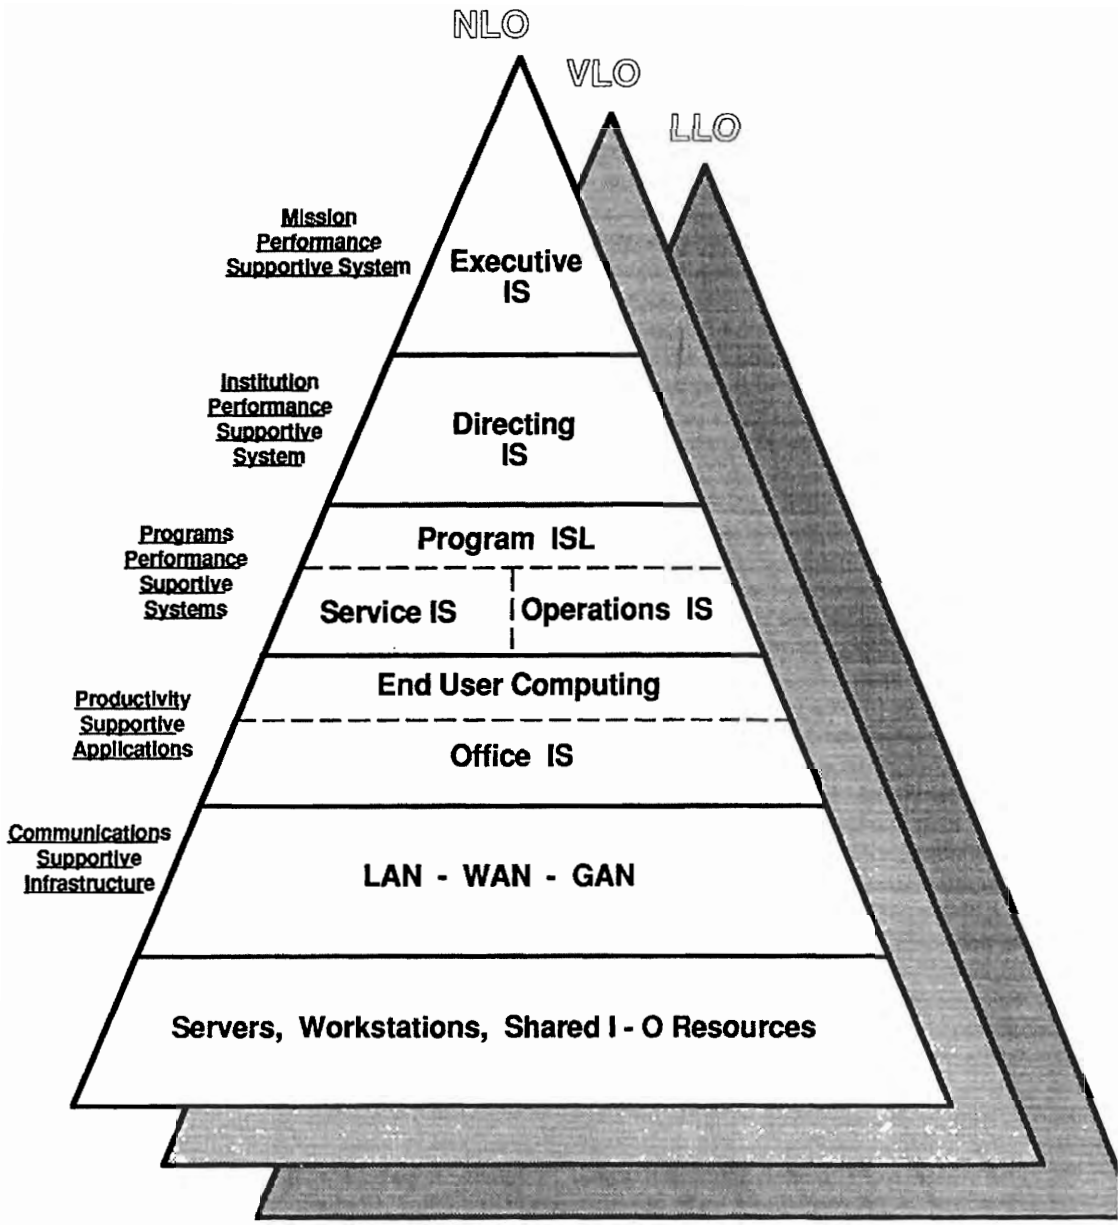 NLO
VLO
LLO
Mission
Performance
Supportive System
Executive
IS
Institution
Performance
Supportive
System
Directing
IS
Programs
Performance
Suportive
Systems
Program ISL
Service IS
Operations IS
Productivity
Supportive
Applications
End User Computing
Office IS
Communications
Supportive
Infrastructure
LAN - WAN - GAN
Servers, Workstations, Shared I - O Resources